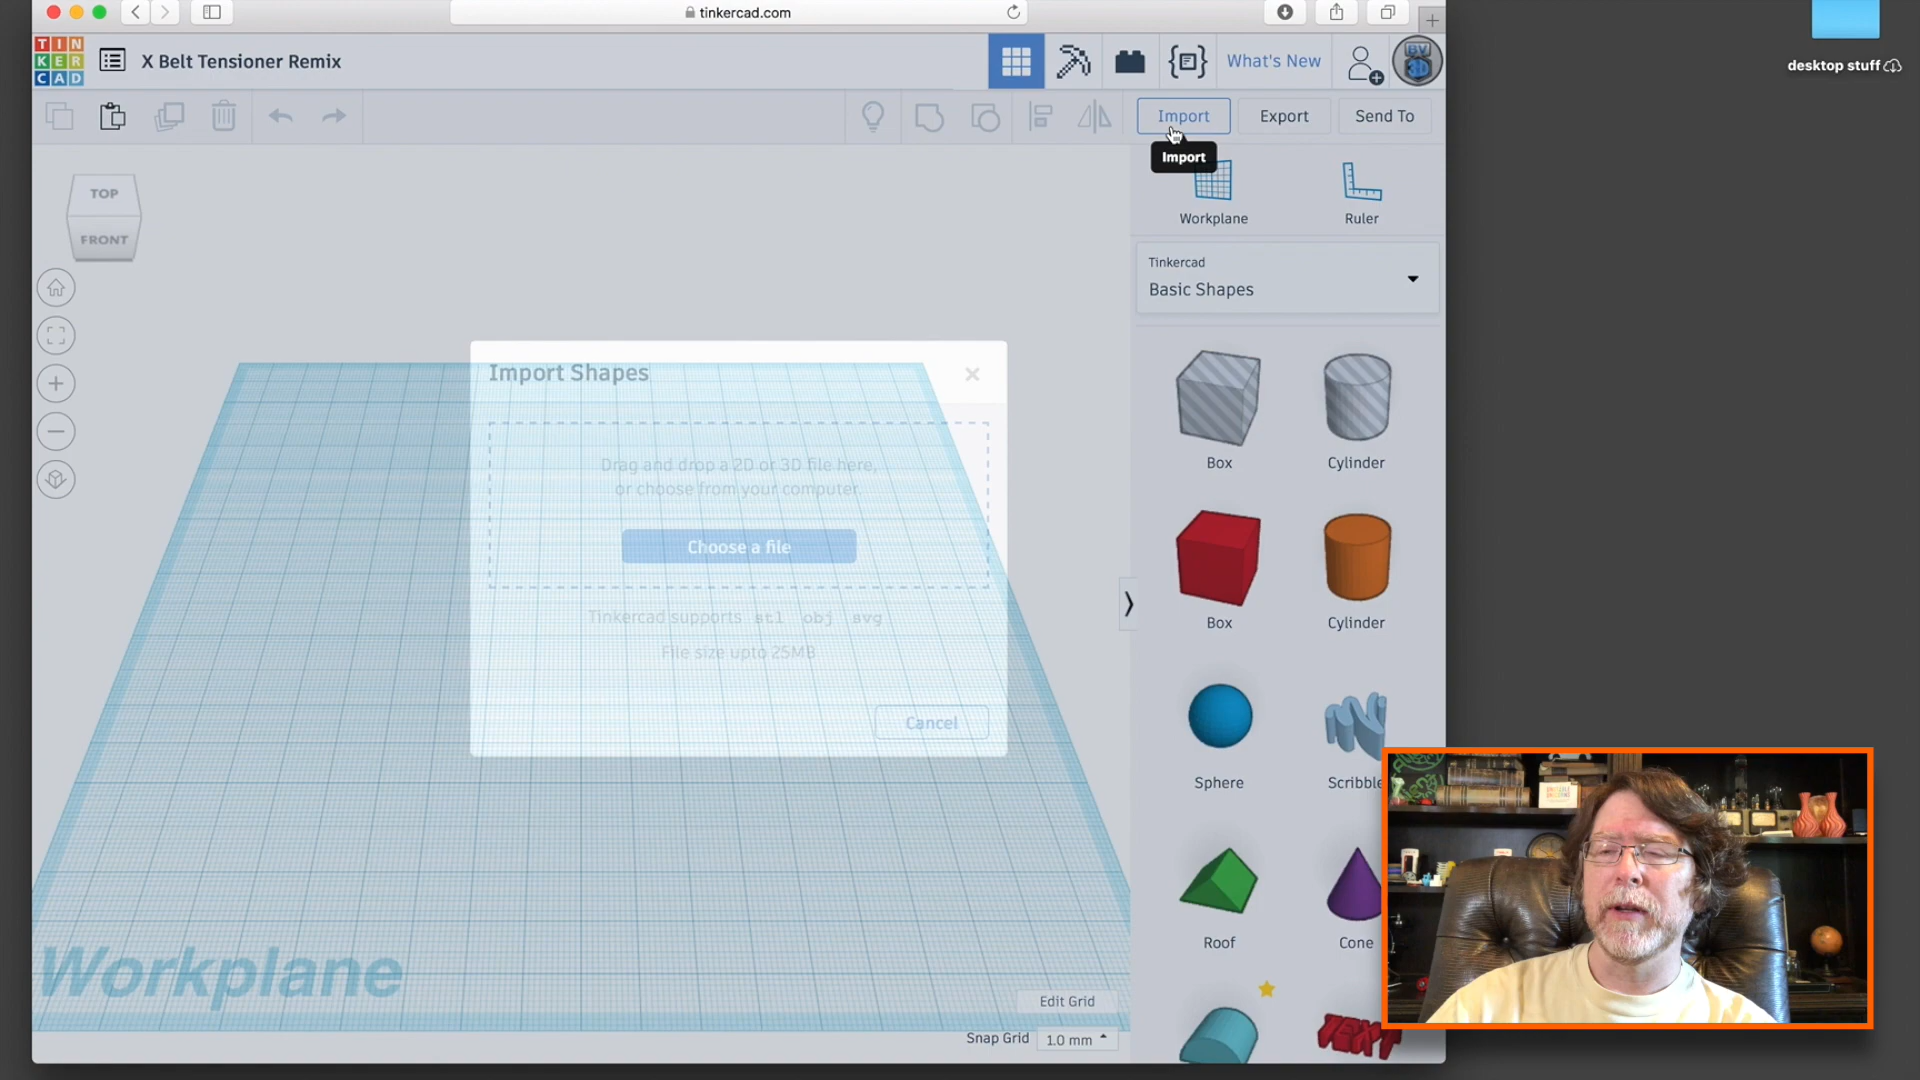 tinkercad.com
desktop stuff
TIN
KER
CAD
X Belt Tensioner Remix
What's New
BV
3D
Import
Export
Send To
Import
Workplane
Ruler
TOP
FRONT
Tinkercad
Basic Shapes
Import Shapes
Drag and drop a 2D or 3D file here,
or choose from your computer.
Choose a file
Tinkercad supports stl obj svg
File size upto 25MB
Cancel
Box
Cylinder
Box
Cylinder
Sphere
Scribble
Roof
Cone
TEXT
Workplane
Edit Grid
Snap Grid
1.0 mm